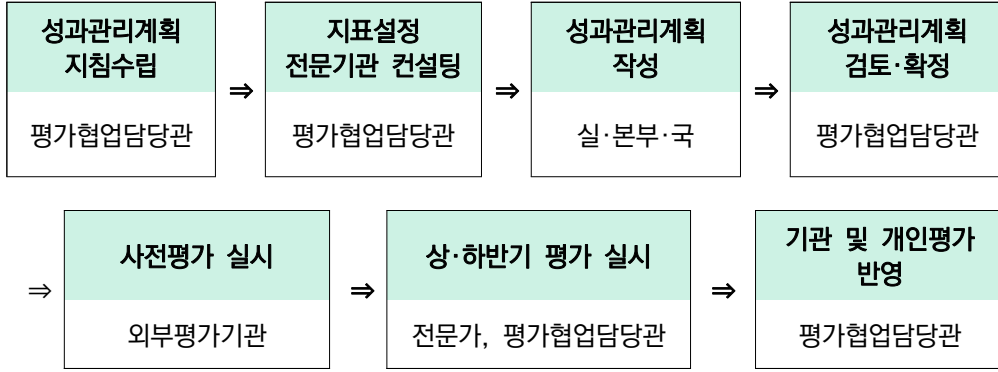 성과관리계획
지침수립
평가협업담당관
⇒
지표설정
전문기관 컨설팅
평가협업담당관
⇒
성과관리계획
작성
실·본부·국
⇒
성과관리계획
검토·확정
평가협업담당관
⇒
사전평가 실시
외부평가기관
⇒
상·하반기 평가 실시
전문가, 평가협업담당관
⇒
기관 및 개인평가
반영
평가협업담당관